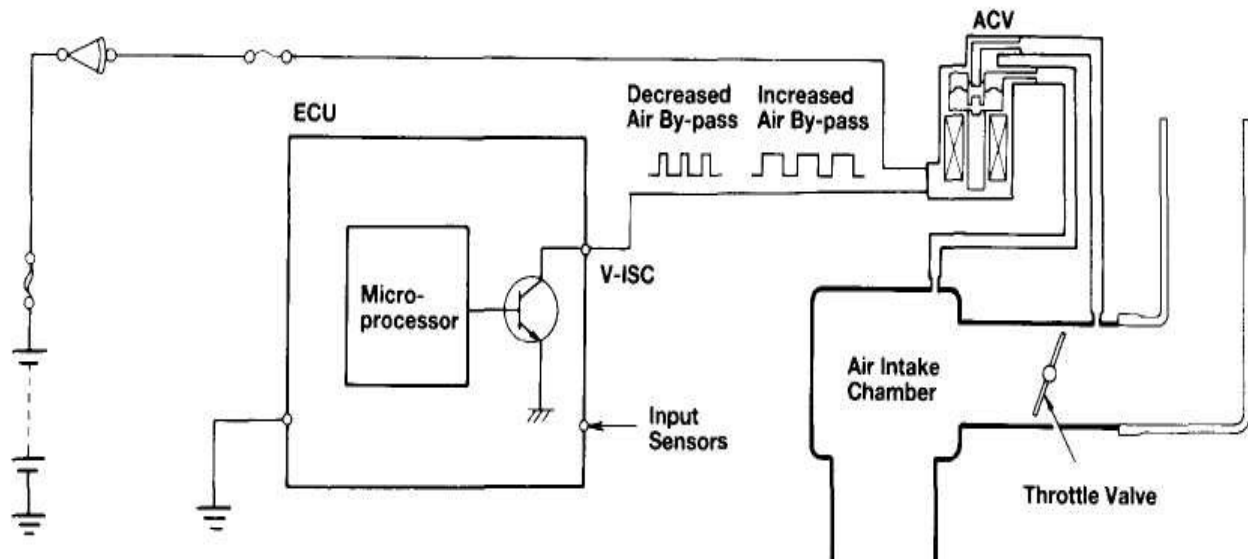 ACV
Decreased
Air By-pass
Increased
Air By-pass
ECU
Micro-
processor
V-ISC
Input
Sensors
Air Intake
Chamber
Throttle Valve